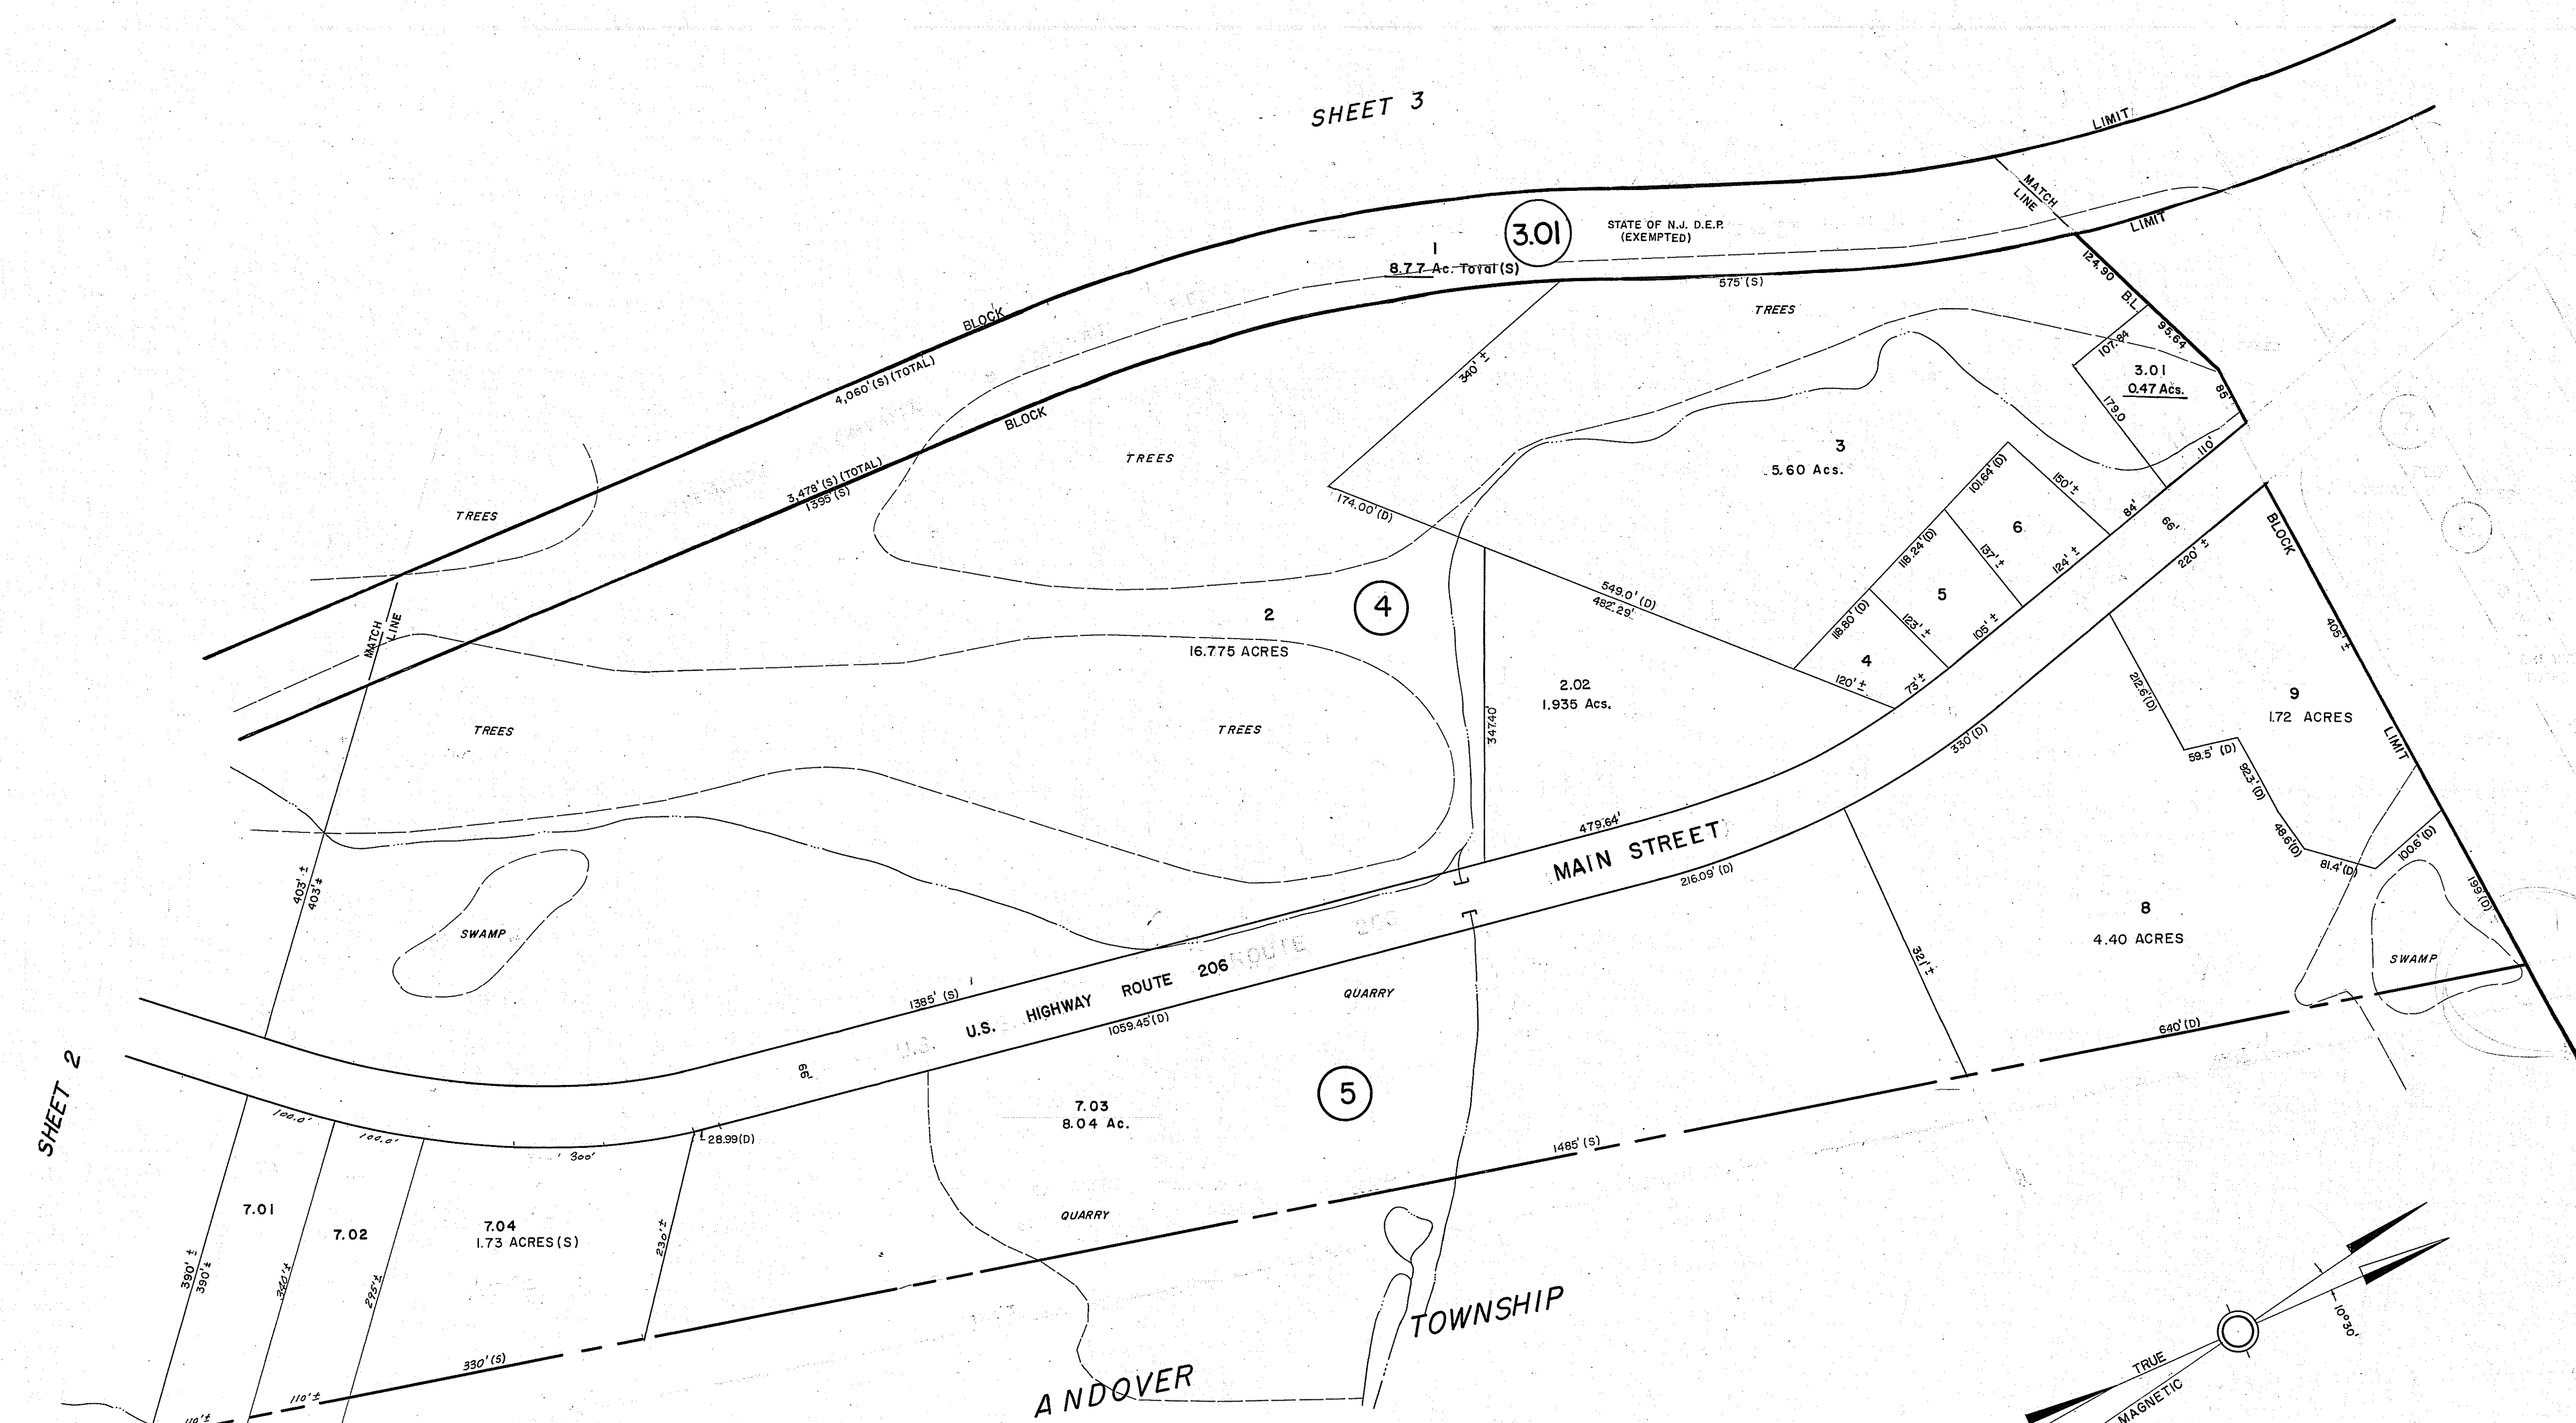 SHEET 3
LIMIT
MATCH
LINE
LIMIT
3.01
STATE OF N.J. D.E.P.
(EXEMPTED)
1
8.77 Ac. Total (S)
575' (S)
TREES
124.90
B.L.
95.64
107.84
3.01
0.47 Acs.
85'
179.0
110'
BLOCK
4,060' (S) (TOTAL)
BLOCK
3,478' (S) (TOTAL)
1395' (S)
TREES
TREES
340' ±
174.00' (D)
3
5.60 Acs.
101.64' (D)
150' ±
84'
66'
6
118.24' (D)
137' ±
124' ±
220' ±
BLOCK
405' ±
LIMIT
5
118.80' (D)
123' ±
105' ±
4
120' ±
73' ±
549.0' (D)
482.29'
2
4
16.775 ACRES
MATCH
LINE
2.02
1.935 Acs.
347.40'
TREES
TREES
212.6' (D)
9
1.72 ACRES
59.5' (D)
92.3' (D)
48.6' (D)
81.4' (D)
100.6' (D)
199' (D)
330' (D)
479.64'
MAIN STREET
216.09' (D)
403' ±
403' ±
SWAMP
8
4.40 ACRES
SWAMP
321' ±
640' (D)
1385' (S)
U.S. HIGHWAY ROUTE 206
ROUTE
U.S.
1059.45' (D)
QUARRY
66'
SHEET 2
100.0'
100.0'
300'
28.99 (D)
7.03
8.04 Ac.
5
1485' (S)
QUARRY
7.01
7.02
7.04
1.73 ACRES (S)
230' ±
390' ±
390' ±
340' ±
295' ±
330' (S)
110' ±
110' ±
ANDOVER TOWNSHIP
10°30'
TRUE
MAGNETIC